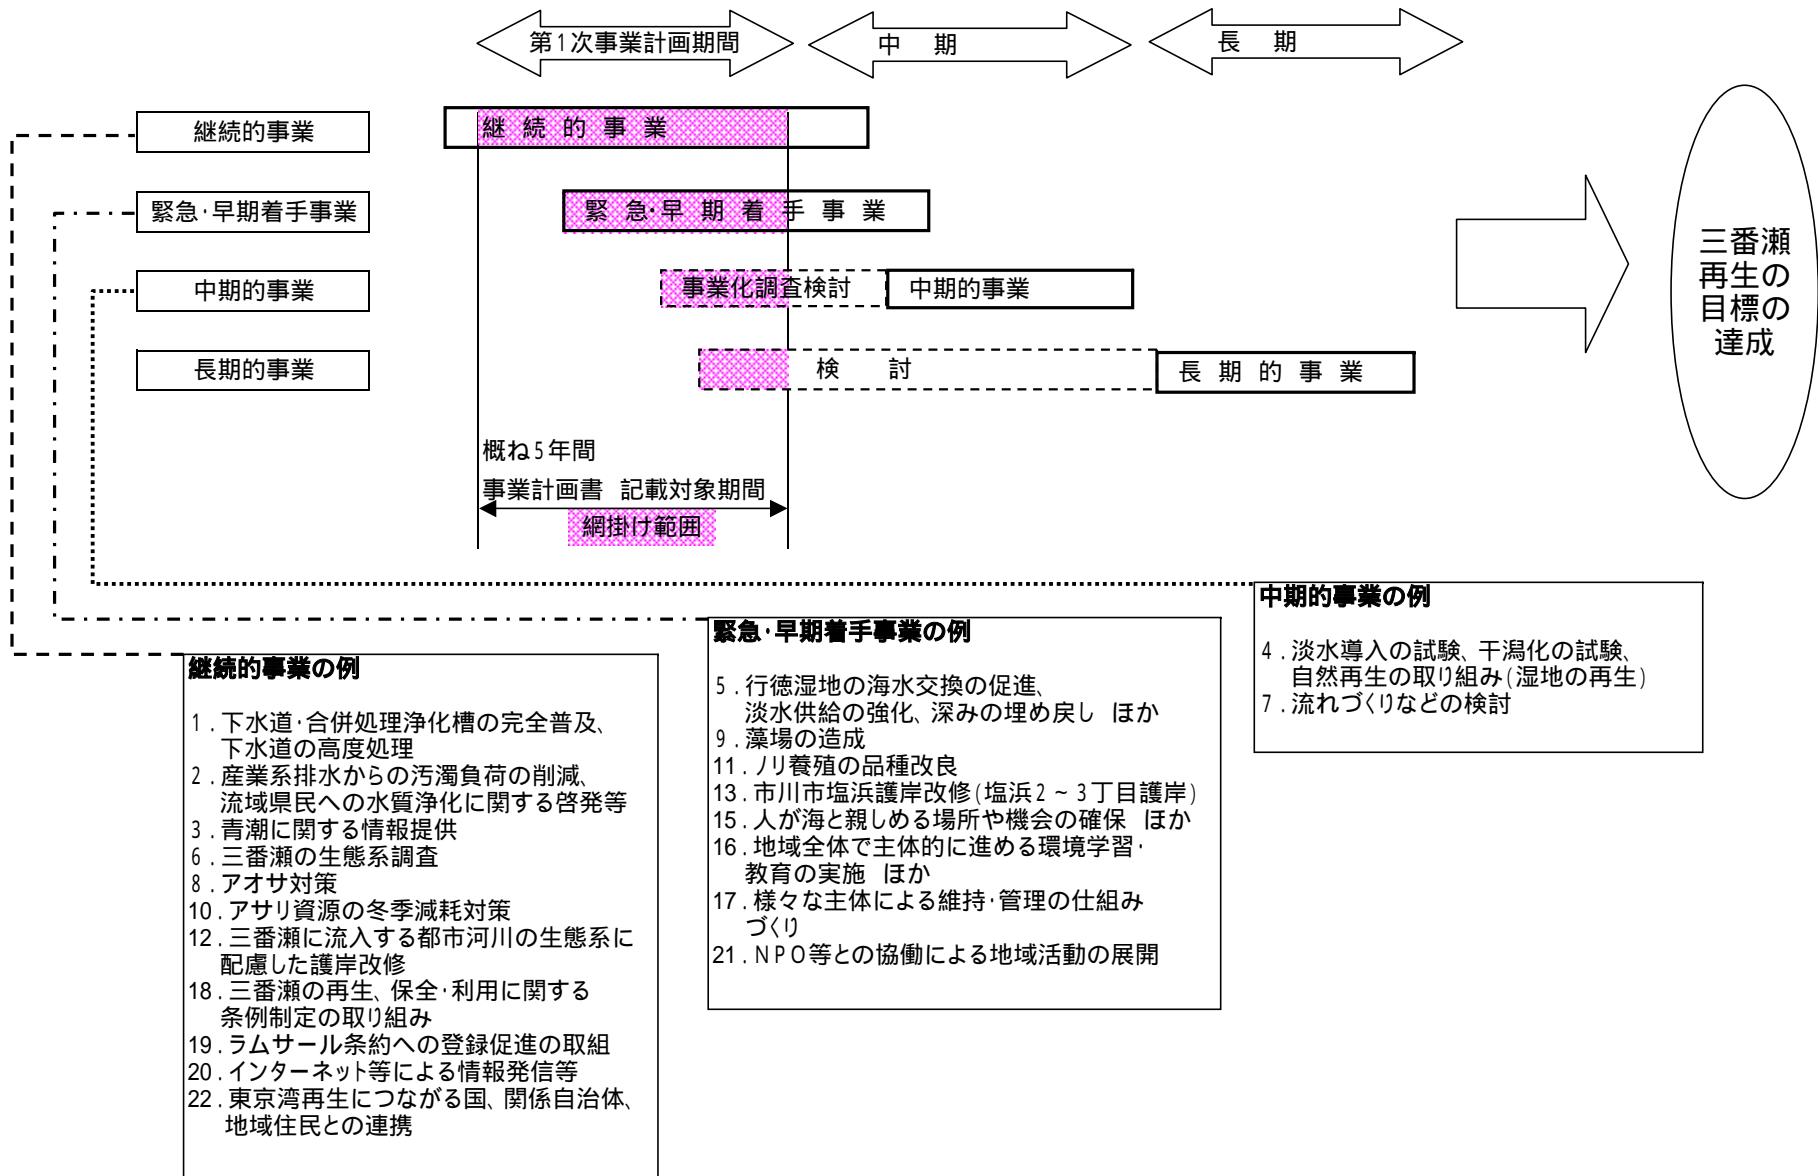 第1次事業計画期間
中 期
長 期
継続的事業
継 続 的 事 業
緊急・早期着手事業
緊 急・早 期 着 手 事 業
中期的事業
事業化調査検討
中期的事業
長期的事業
検 討
長 期 的 事 業
三番瀬
再生の
目標の
達成
概ね5年間
事業計画書 記載対象期間
網掛け範囲
中期的事業の例
4．淡水導入の試験、干潟化の試験、
自然再生の取り組み(湿地の再生)
7．流れづくりなどの検討
緊急・早期着手事業の例
5．行徳湿地の海水交換の促進、
淡水供給の強化、深みの埋め戻し ほか
9．藻場の造成
11．ノリ養殖の品種改良
13．市川市塩浜護岸改修(塩浜2～3丁目護岸)
15．人が海と親しめる場所や機会の確保 ほか
16．地域全体で主体的に進める環境学習・
教育の実施 ほか
17．様々な主体による維持・管理の仕組み
づくり
21．NPO等との協働による地域活動の展開
継続的事業の例
1．下水道・合併処理浄化槽の完全普及、
下水道の高度処理
2．産業系排水からの汚濁負荷の削減、
流域県民への水質浄化に関する啓発等
3．青潮に関する情報提供
6．三番瀬の生態系調査
8．アオサ対策
10．アサリ資源の冬季減耗対策
12．三番瀬に流入する都市河川の生態系に
配慮した護岸改修
18．三番瀬の再生、保全・利用に関する
条例制定の取り組み
19．ラムサール条約への登録促進の取組
20．インターネット等による情報発信等
22．東京湾再生につながる国、関係自治体、
地域住民との連携